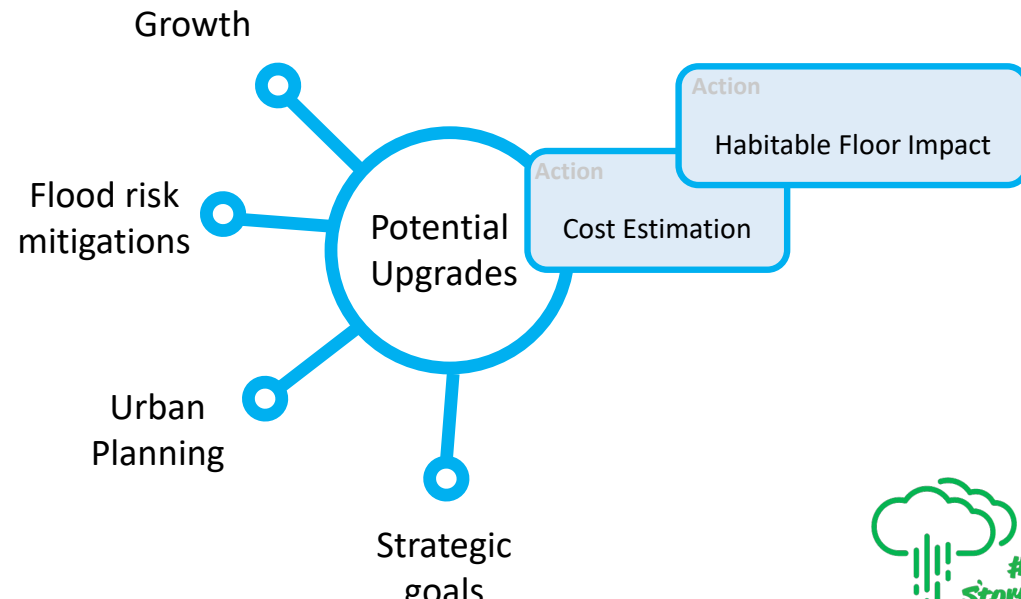 Growth
Action
Habitable Floor Impact
Action
Cost Estimation
Flood risk
mitigations
Potential
Upgrades
Urban
Planning
Strategic
goals